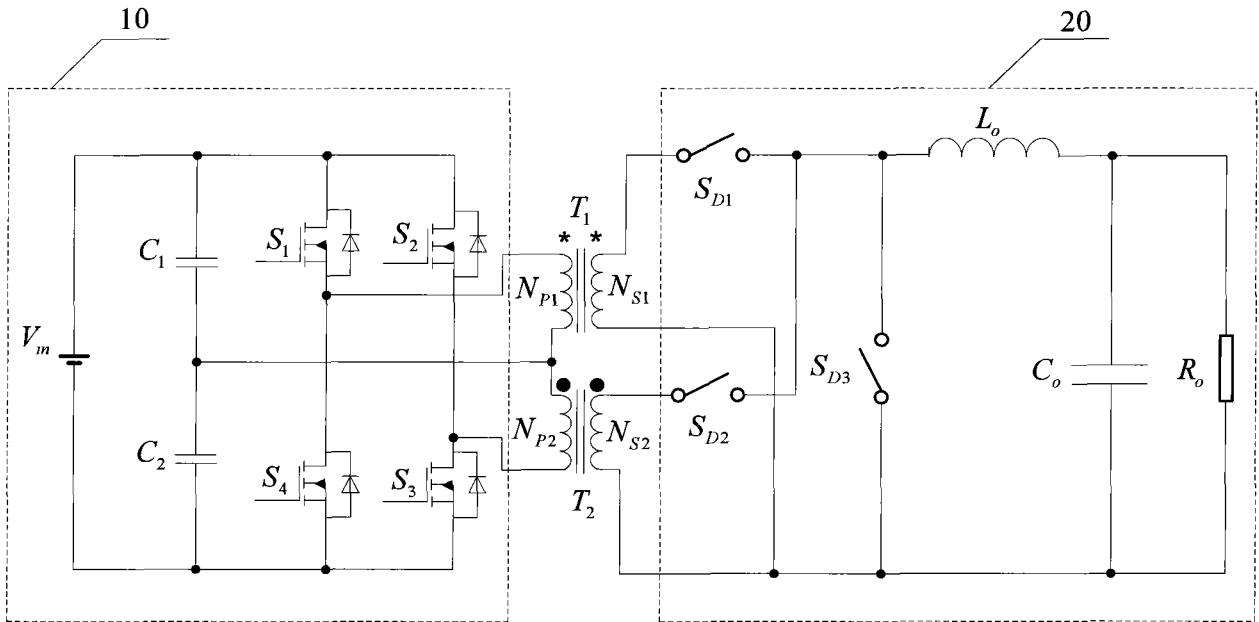 10
20
V_in
C_1
C_2
S_1
S_2
S_4
S_3
T_1
* *
N_P1
N_S1
N_P2
N_S2
T_2
S_D1
S_D2
S_D3
L_o
C_o
R_o